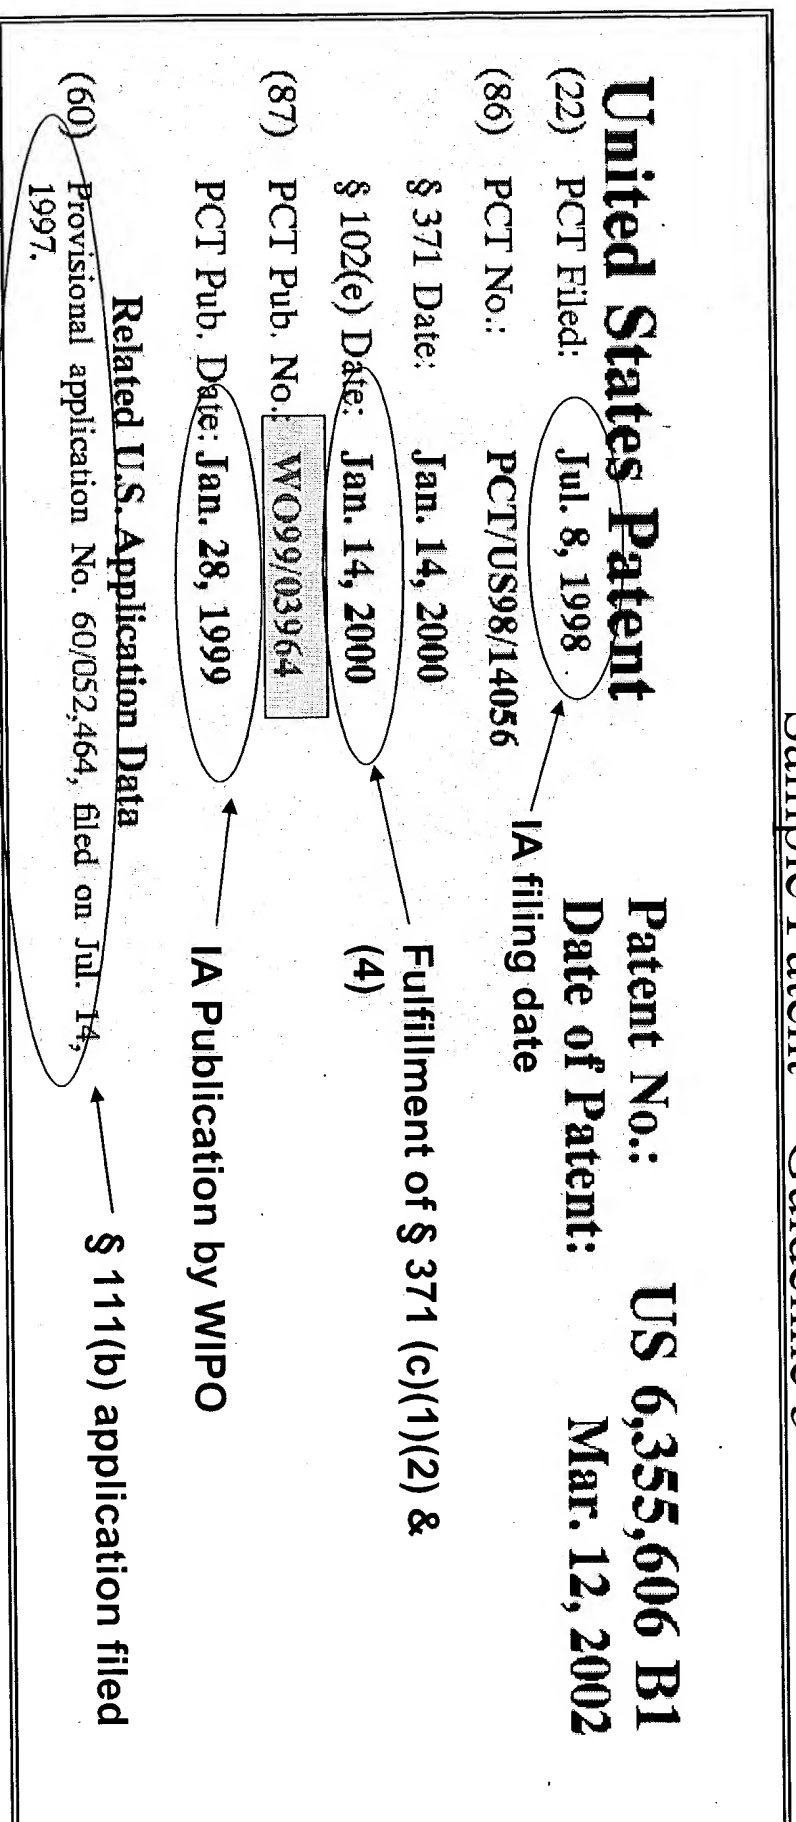 Sample Patent Guideline
United States Patent
Patent No.: US 6,355,606 B1
Date of Patent: Mar. 12, 2002
(22) PCT Filed: Jul. 8, 1998
IA filing date
(86) PCT No.: PCT/US98/14056
§ 371 Date: Jan. 14, 2000
§ 102(e) Date: Jan. 14, 2000
Fulfillment of § 371 (c)(1)(2) &
(4)
(87) PCT Pub. No.: WO99/03964
PCT Pub. Date: Jan. 28, 1999
IA Publication by WIPO
Related U.S. Application Data
(60) Provisional application No. 60/052,464, filed on Jul. 14,
1997.
§ 111(b) application filed